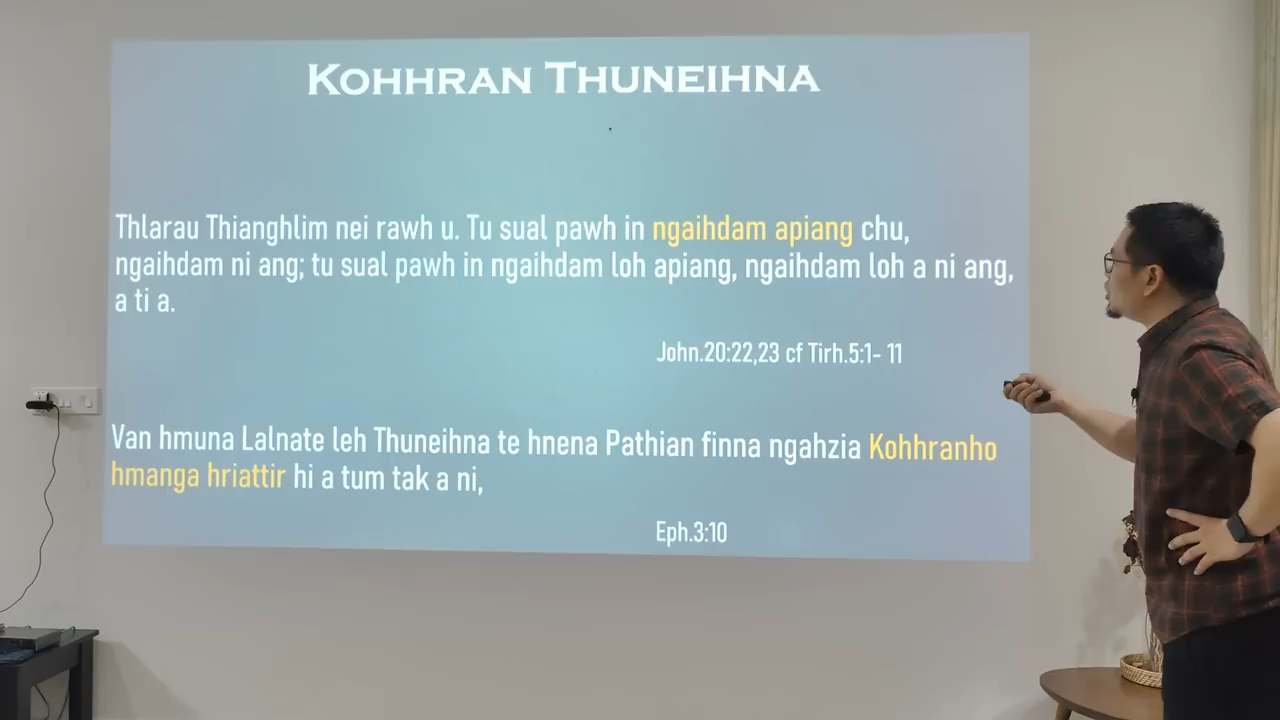 KOHHRAN THUNEIHNA
Thlarau Thianghlim nei rawh u. Tu sual pawh in ngaihdam apiang chu,
ngaihdam ni ang; tu sual pawh in ngaihdam loh apiang, ngaihdam loh a ni ang,
a ti a.
John.20:22,23 cf Tirh.5:1- 11
Van hmuna Lalnate leh Thuneihna te hnena Pathian finna ngahzia Kohhranho
hmanga hriattir hi a tum tak a ni,
Eph.3:10